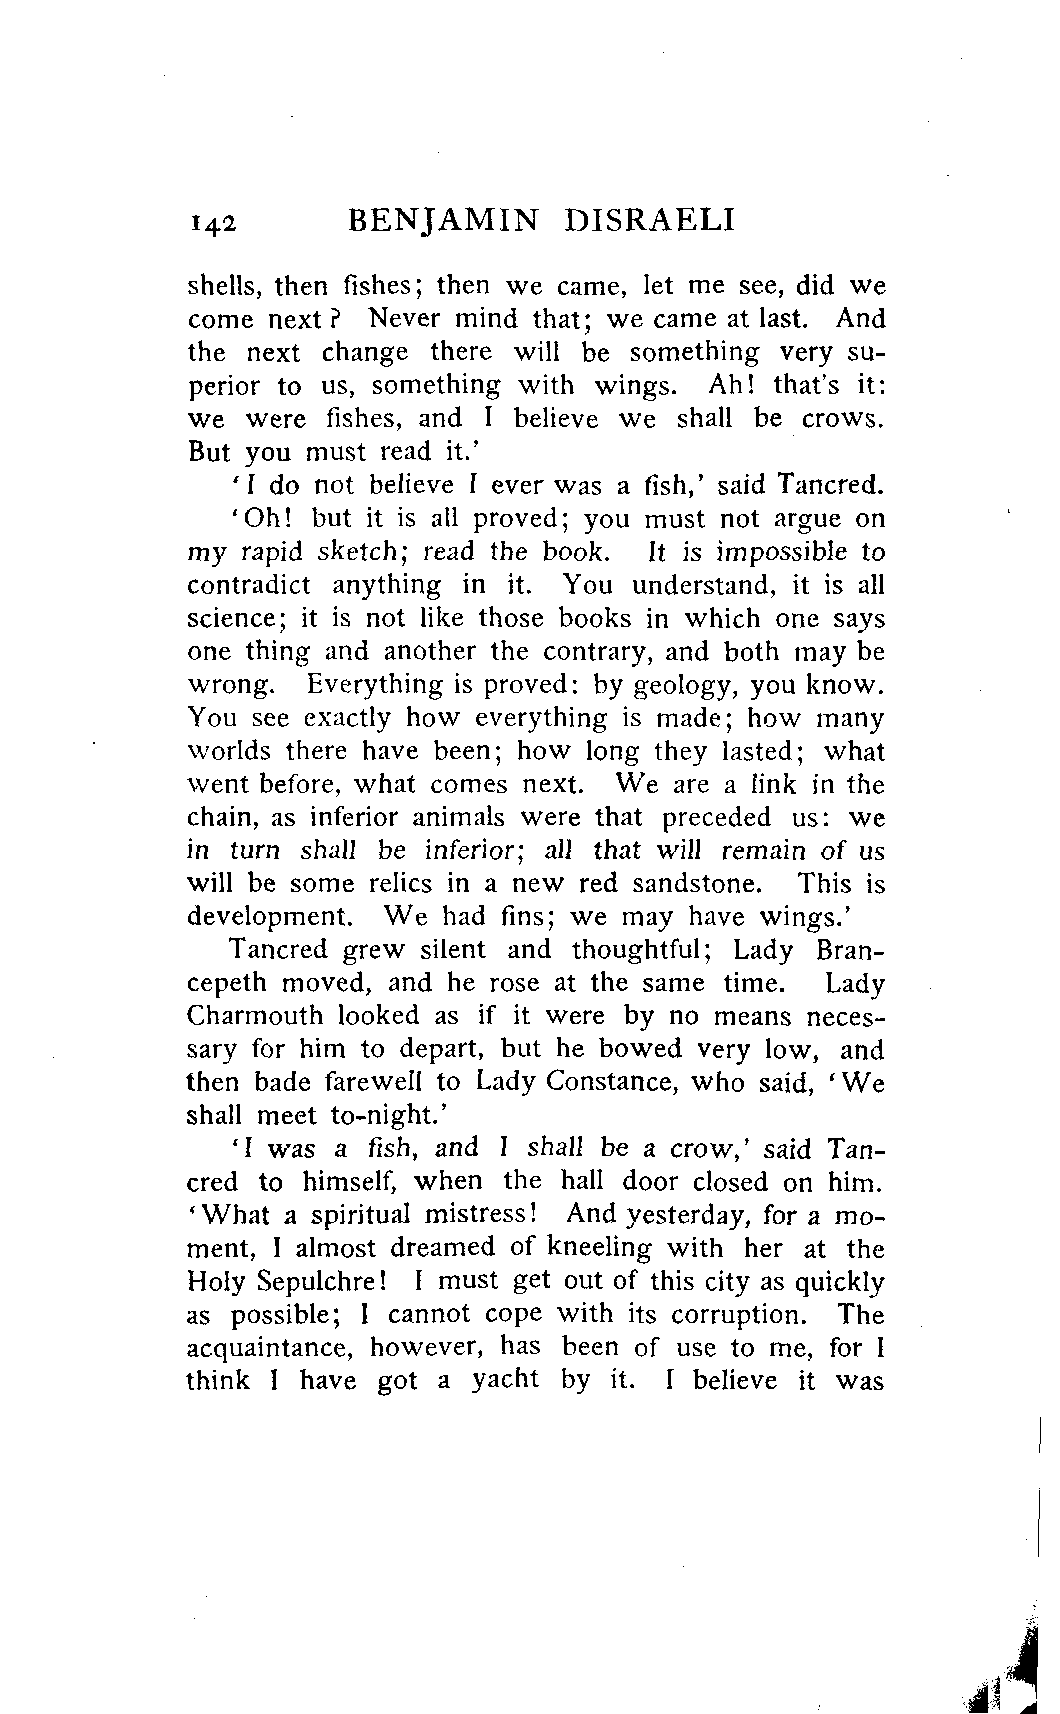 142 BENJAMIN DISRAELI
shells, then fishes; then we came, let me see, did we
come next? Never mind that; we came at last. And
the next change there will be something very su-
perior to us, something with wings. Ah! that's it:
we were fishes, and I believe we shall be crows.
But you must read it.'
'I do not believe I ever was a fish,' said Tancred.
'Oh! but it is all proved; you must not argue on
my rapid sketch; read the book. It is impossible to
contradict anything in it. You understand, it is all
science; it is not like those books in which one says
one thing and another the contrary, and both may be
wrong. Everything is proved: by geology, you know.
You see exactly how everything is made; how many
worlds there have been; how long they lasted; what
went before, what comes next. We are a link in the
chain, as inferior animals were that preceded us: we
in turn shall be inferior; all that will remain of us
will be some relics in a new red sandstone. This is
development. We had fins; we may have wings.'
Tancred grew silent and thoughtful; Lady Bran-
cepeth moved, and he rose at the same time. Lady
Charmouth looked as if it were by no means neces-
sary for him to depart, but he bowed very low, and
then bade farewell to Lady Constance, who said, 'We
shall meet to-night.'
'I was a fish, and I shall be a crow,' said Tan-
cred to himself, when the hall door closed on him.
'What a spiritual mistress! And yesterday, for a mo-
ment, I almost dreamed of kneeling with her at the
Holy Sepulchre! I must get out of this city as quickly
as possible; I cannot cope with its corruption. The
acquaintance, however, has been of use to me, for I
think I have got a yacht by it. I believe it was